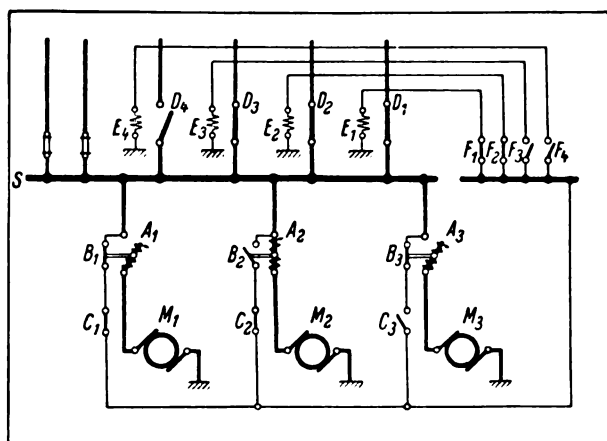 E4 D4 E3 D3 E2 D2 E1 D1
F1 F2 F3 F4
S
A1 A2 A3
B1 B2 B3
C1 M1 C2 M2 C3 M3